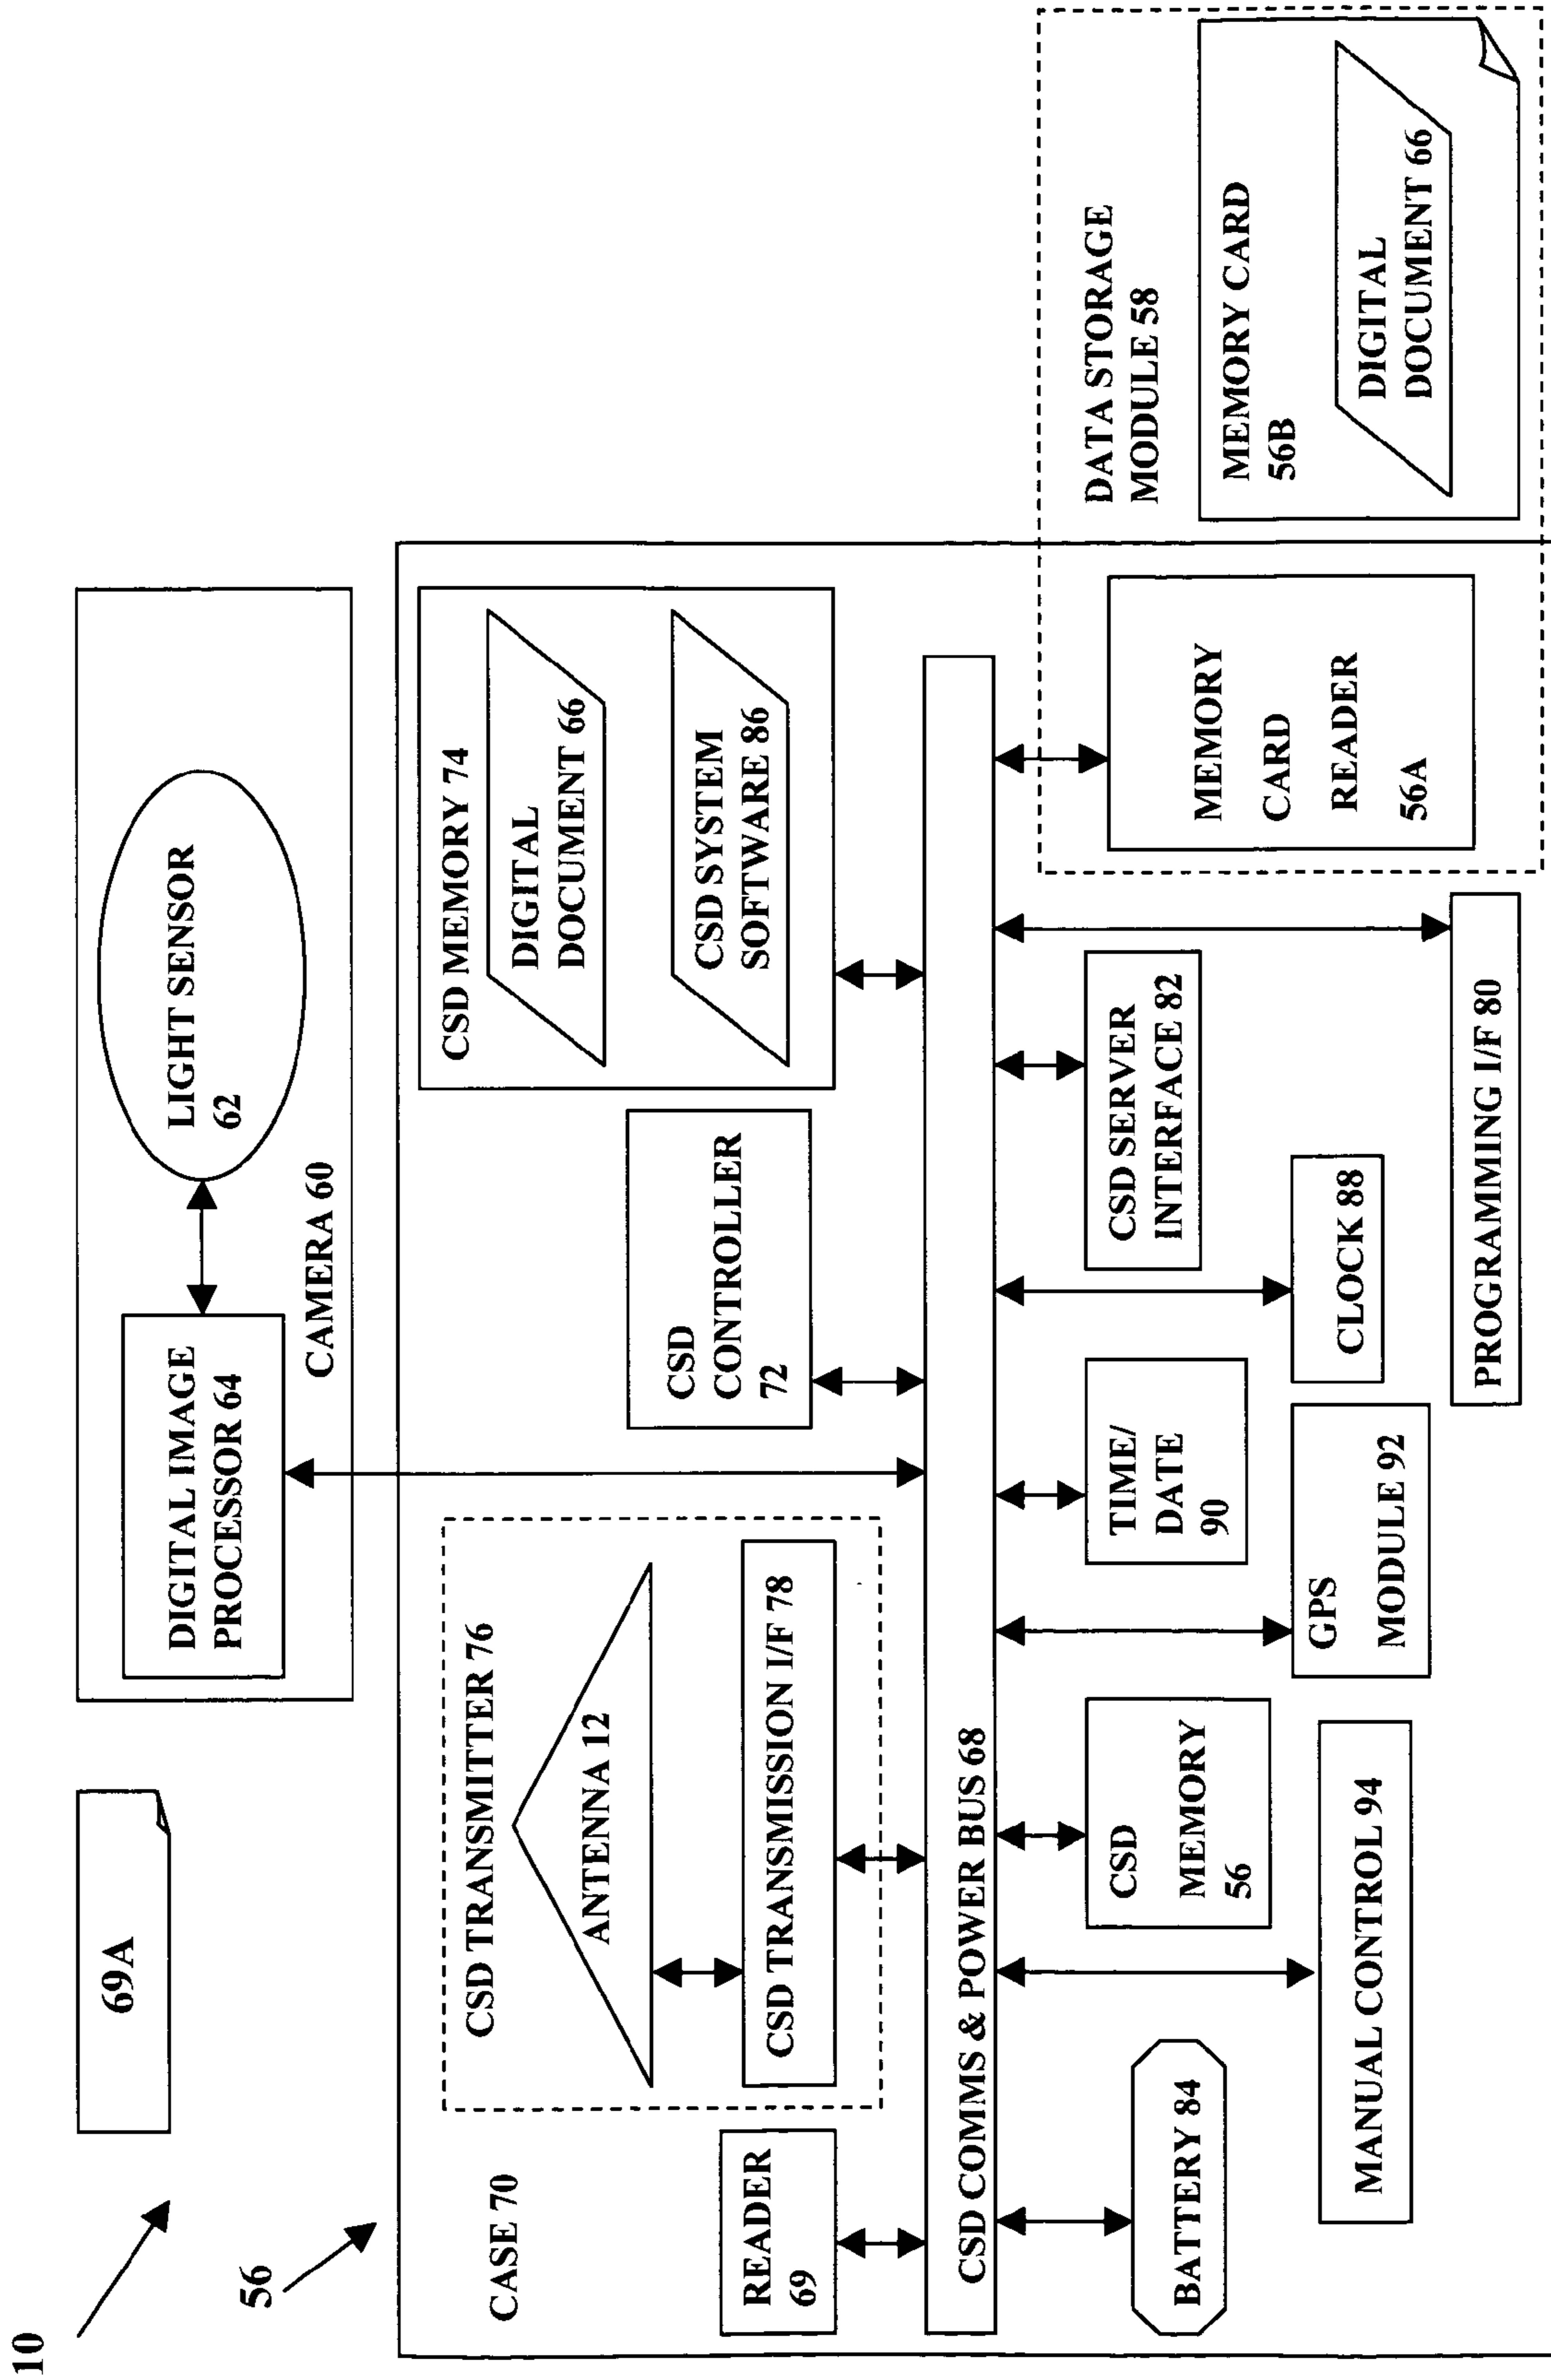 10
56
69A
DIGITAL IMAGE
PROCESSOR 64
LIGHT SENSOR
62
CAMERA 60
CASE 70
CSD TRANSMITTER 76
ANTENNA 12
CSD TRANSMISSION I/F 78
READER
69
CSD
CONTROLLER
72
CSD MEMORY 74
DIGITAL
DOCUMENT 66
CSD SYSTEM
SOFTWARE 86
CSD COMMS & POWER BUS 68
BATTERY 84
MANUAL CONTROL 94
CSD
MEMORY
56
GPS
MODULE 92
TIME/
DATE
90
CLOCK 88
CSD SERVER
INTERFACE 82
PROGRAMMING I/F 80
MEMORY
CARD
READER
56A
DATA STORAGE
MODULE 58
MEMORY CARD
56B
DIGITAL
DOCUMENT 66